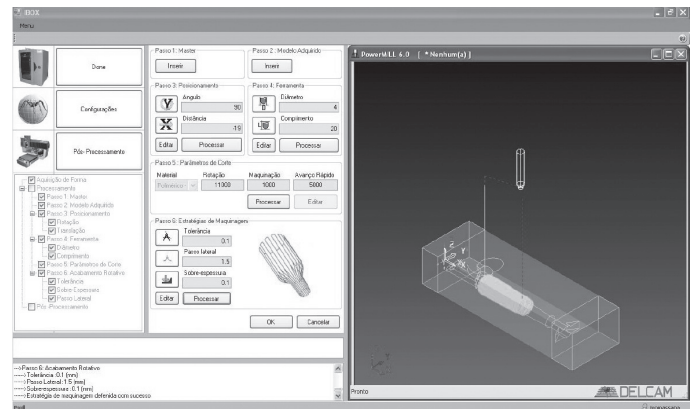 iBOX
Menu
Done
Configurações
Pós-Processamento
Aquisição de Forma
Processamento
Passo 1: Master
Passo 2: Modelo Adquirido
Passo 3: Posicionamento
Rotação
Translação
Passo 4: Ferramenta
Diâmetro
Comprimento
Passo 5: Parâmetros de Corte
Passo 6: Acabamento Rotativo
Tolerância
Sobre-Espessura
Passo Lateral
Pós-Processamento
Passo 1: Master
Inserir
Passo 2: Modelo Adquirido
Inserir
Passo 3: Posicionamento
Y
Angulo
90
X
Distância
-19
Editar
Processar
Passo 4: Ferramenta
Diâmetro
4
Comprimento
20
Editar
Processar
Passo 5: Parâmetros de Corte
Material Rotação Maquinação Avanço Rápido
Polimérico 11000 1000 5000
Processar
Editar
Passo 6: Estratégias de Maquinagem
Tolerância
0.1
Passo lateral
1.5
Sobre-espessura
0.1
Editar
Processar
OK
Cancelar
PowerMILL 6.0 [ *Nenhum(a) ]
Z
Y
X
Pronto
DELCAM
--->Passo 6: Acabamento Rotativo
-----> Tolerância :0.1 (mm)
-----> Passo Lateral:1.5 (mm)
-----> Sobre-espessura :0.1 (mm)
-----> Estratégia de maquinagem defenida com sucesso